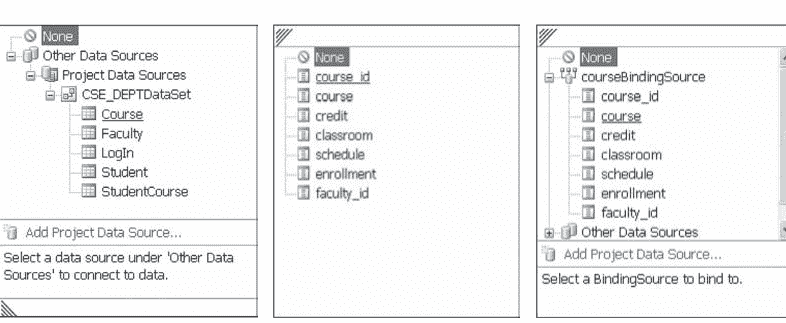 None
Other Data Sources
Project Data Sources
CSE_DEPTDataSet
Course
Faculty
LogIn
Student
StudentCourse
Add Project Data Source...
Select a data source under 'Other Data
Sources' to connect to data.
None
course_id
course
credit
classroom
schedule
enrollment
faculty_id
None
courseBindingSource
course_id
course
credit
classroom
schedule
enrollment
faculty_id
Other Data Sources
Add Project Data Source...
Select a BindingSource to bind to.